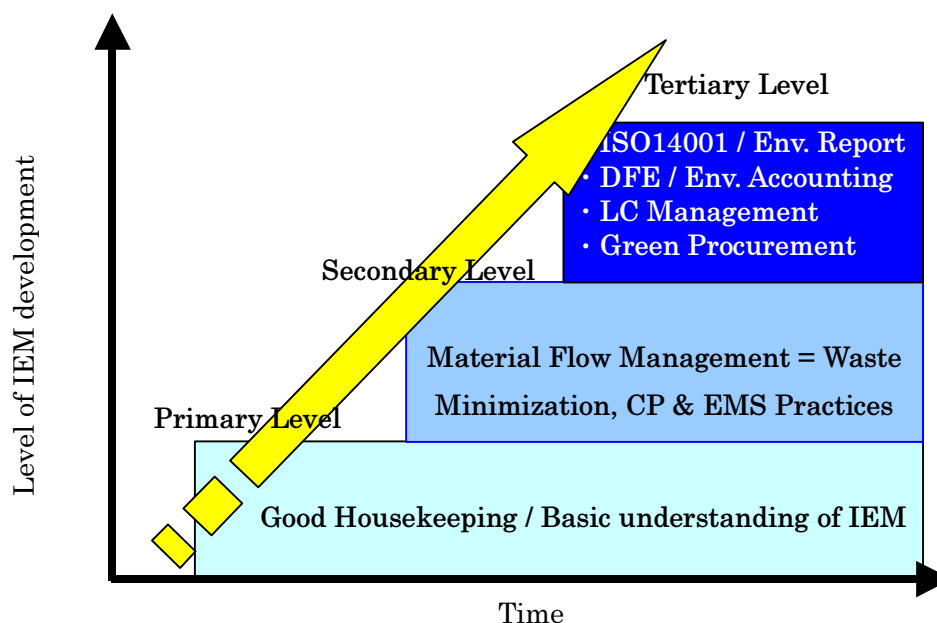 Tertiary Level
ISO14001 / Env. Report
・ DFE / Env. Accounting
・ LC Management
・ Green Procurement
Secondary Level
Material Flow Management = Waste
Minimization, CP & EMS Practices
Primary Level
Good Housekeeping / Basic understanding of IEM
Level of IEM development
Time